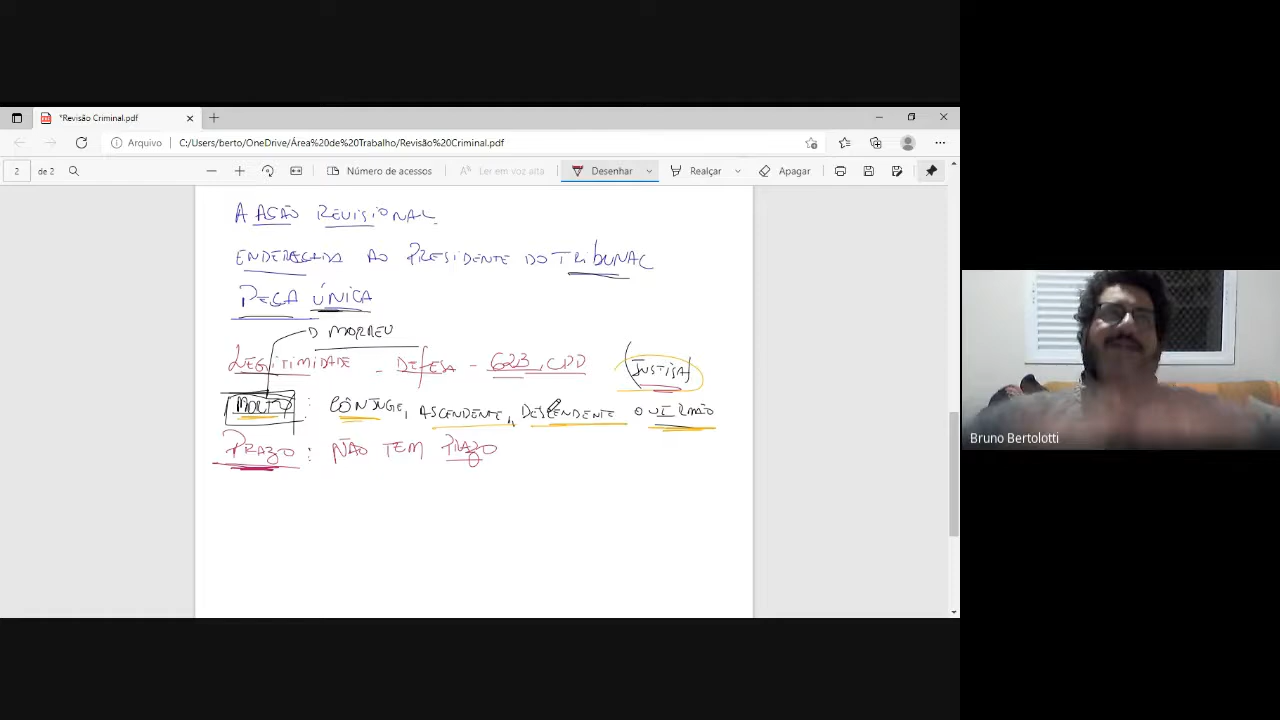 *Revisão Criminal.pdf
Arquivo C:/Users/berto/OneDrive/Área%20de%20Trabalho/Revisão%20Criminal.pdf
2 de 2 Número de acessos Ler em voz alta Desenhar Realçar Apagar
A AÇÃO REVISIONAL
ENDEREÇADA AO PRESIDENTE DO TRIBUNAL
PEÇA ÚNICA
MORREU
LEGITIMIDADE - DEFESA - 623, CPP (JUSTIÇA)
MORTO : CÔNJUGE, ASCENDENTE, DESCENDENTE OU IRMÃO
PRAZO : NÃO TEM PRAZO
Bruno Bertolotti